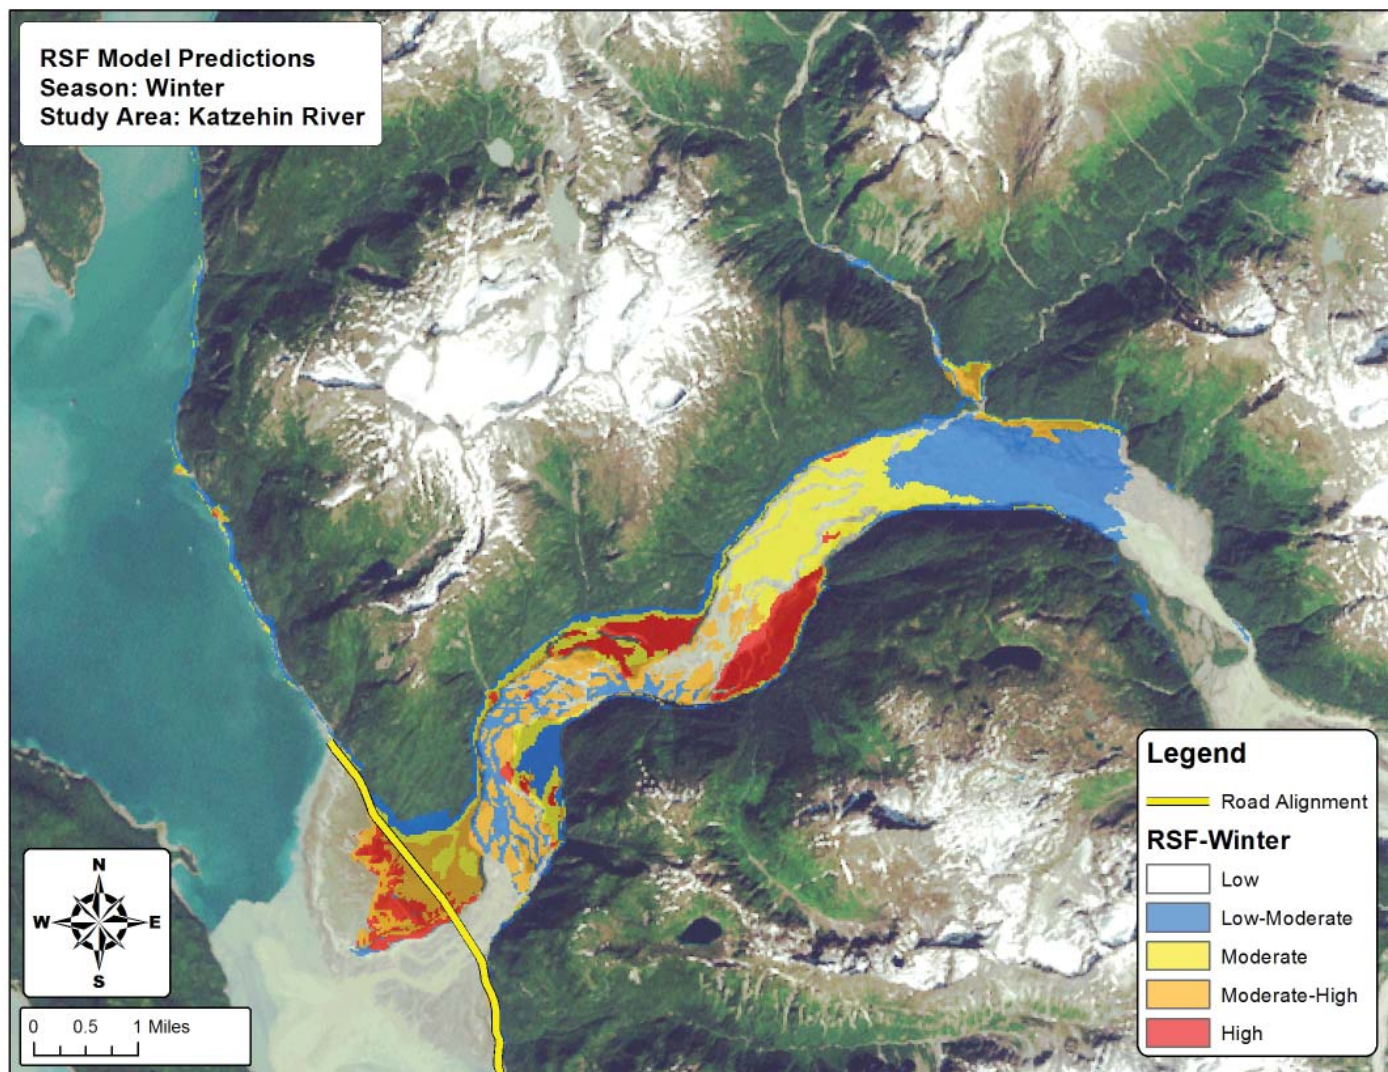 RSF Model Predictions
Season: Winter
Study Area: Katzehin River
N
W
E
S
0 0.5 1 Miles
Legend
Road Alignment
RSF-Winter
Low
Low-Moderate
Moderate
Moderate-High
High